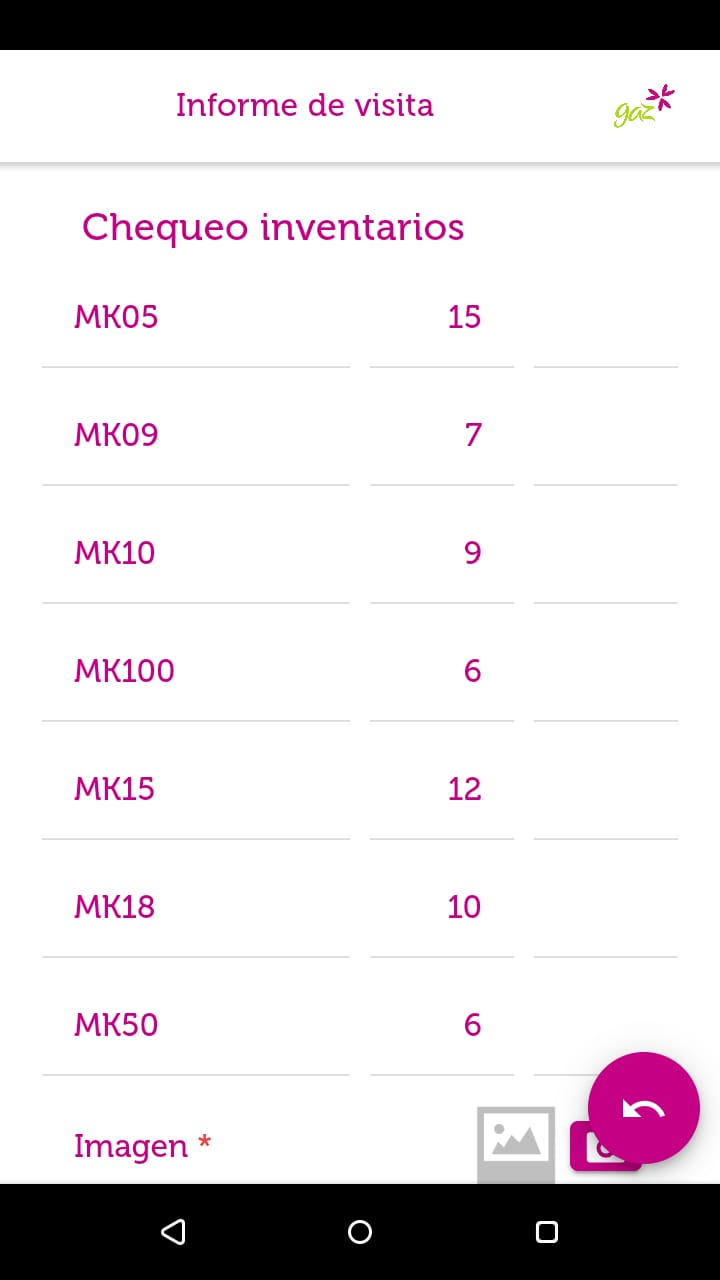 Informe de visita
gaz
Chequeo inventarios
MK05 15
MK09 7
MK10 9
MK100 6
MK15 12
MK18 10
MK50 6
Imagen *